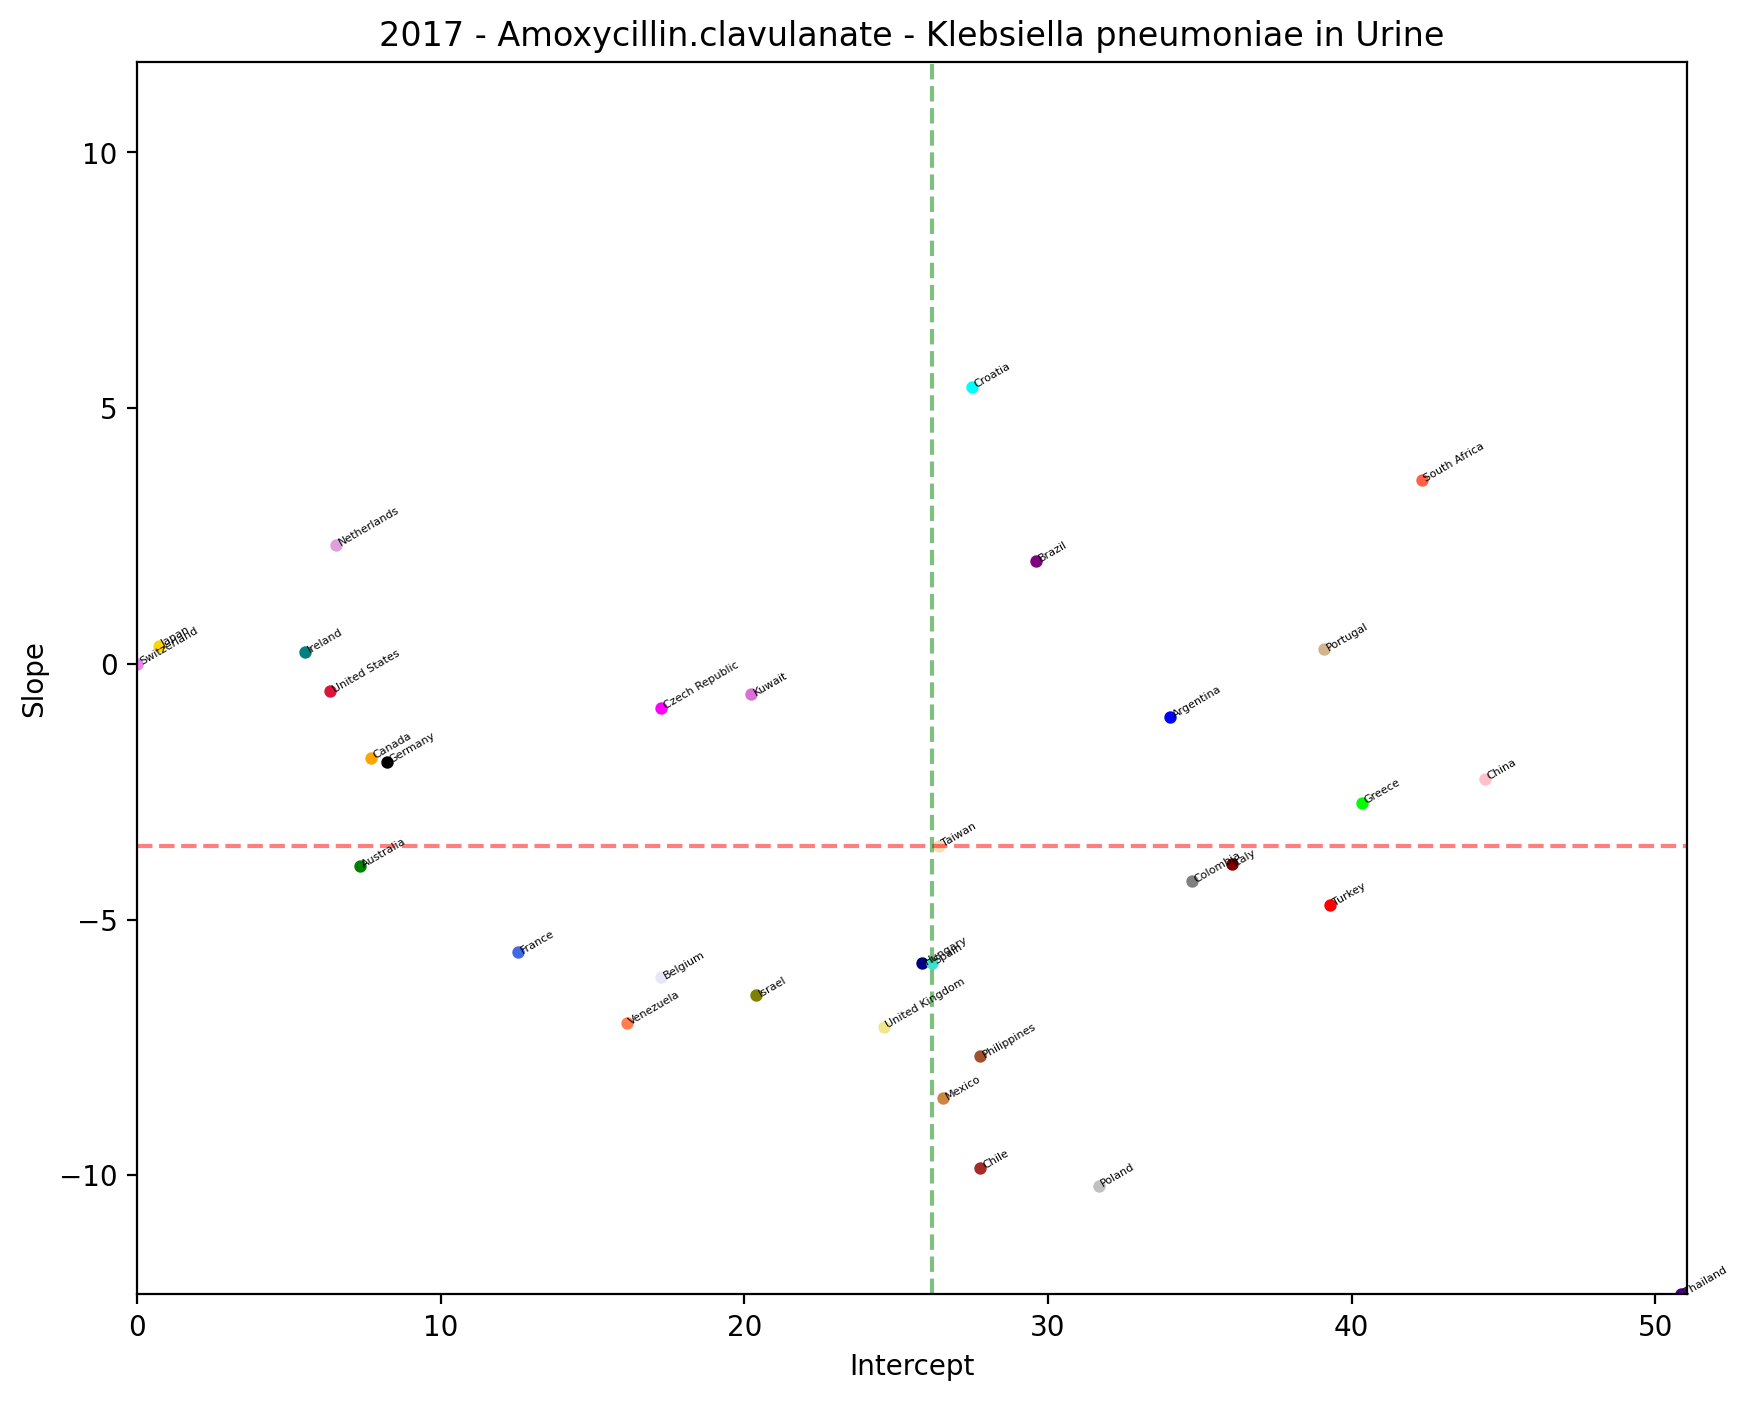 2017 - Amoxycillin.clavulanate - Klebsiella pneumoniae in Urine
10
5
0
−5
−10
Slope
Croatia
South Africa
Netherlands
Brazil
Japan
Switzerland
Ireland
Portugal
United States
Czech Republic
Kuwait
Argentina
Canada
Germany
China
Greece
Taiwan
Australia
Colombia
Italy
Turkey
France
Hungary
Spain
Belgium
Israel
Venezuela
United Kingdom
Philippines
Mexico
Chile
Poland
Thailand
0 10 20 30 40 50
Intercept